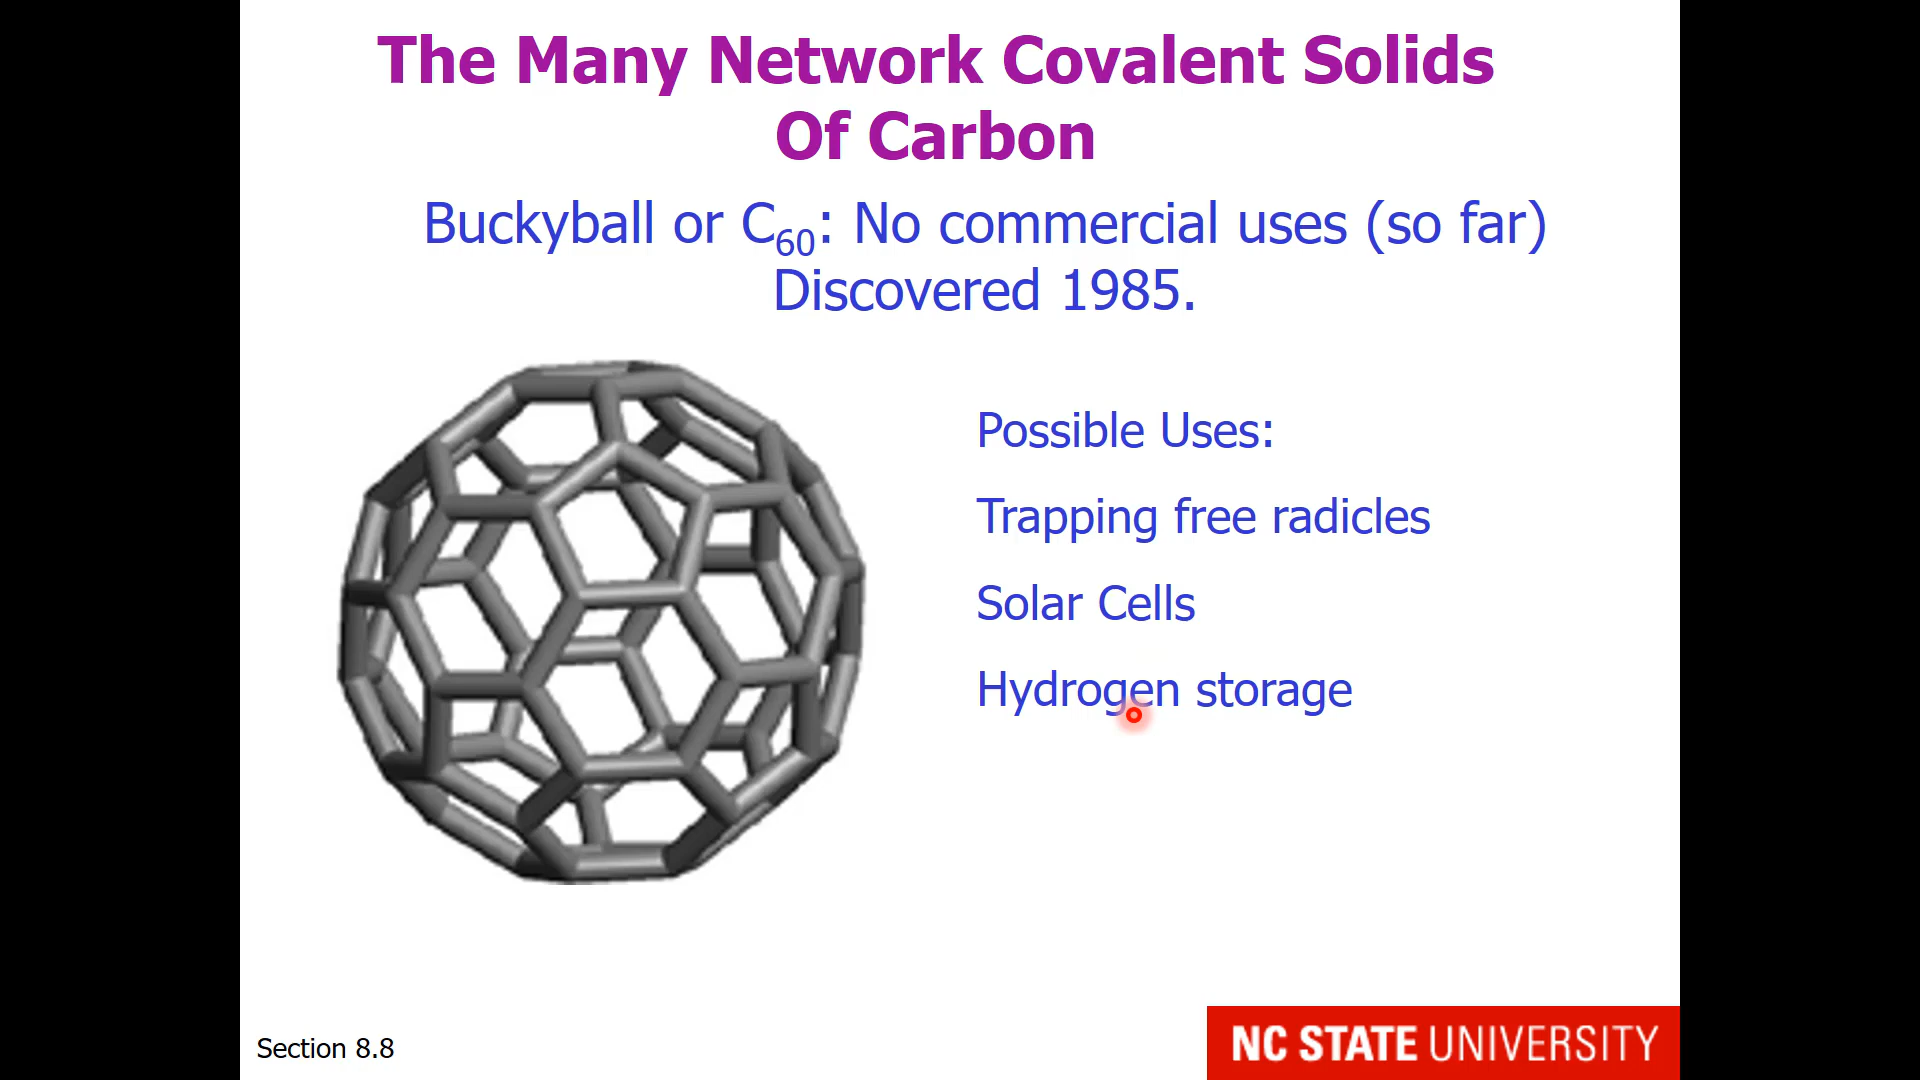 The Many Network Covalent Solids
Of Carbon
Buckyball or C₆₀: No commercial uses (so far)
Discovered 1985.
Possible Uses:
Trapping free radicles
Solar Cells
Hydrogen storage
Section 8.8
NC STATE UNIVERSITY